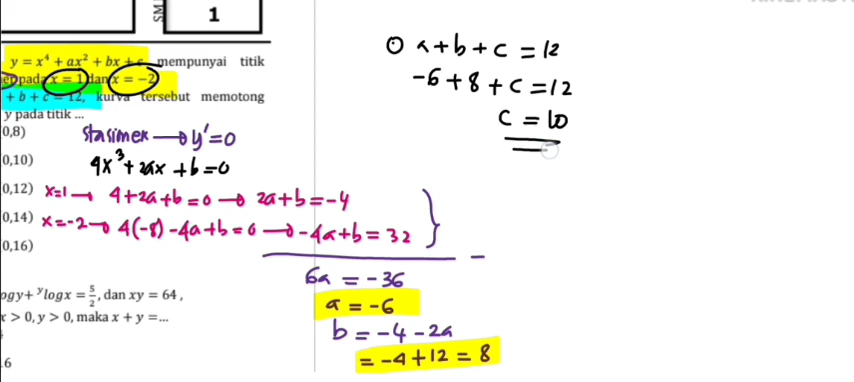 SMI
1
y = x⁴ + ax² + bx + c mempunyai titik
pada x = 1 dan x = −2
+ b + c = 12, kurva tersebut memotong
y pada titik ...
0,8)
0,10)
0,12)
0,14)
0,16)
ogy+ ʸlogx = 5/2, dan xy = 64 ,
x > 0, y > 0, maka x + y =...
.6
stasioner → y' = 0
4x³ + 2ax + b = 0
x=1 → 4+2a+b = 0 → 2a+b = -4
x=-2 → 4(-8) -4a+b = 0 → -4a+b = 32
6a = -36
a = -6
b = -4 - 2a
= -4 + 12 = 8
a + b + c = 12
-6 + 8 + c = 12
c = 10